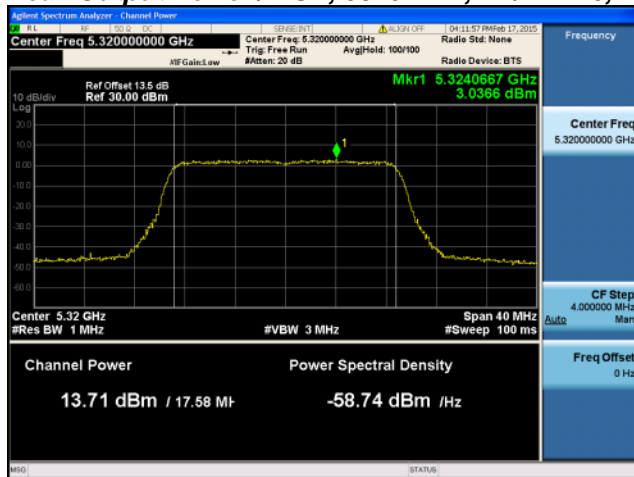 Agilent Spectrum Analyzer - Channel Power
RL RF 50 Ω DC SENSE:INT ALIGN OFF 04:11:57 PM Feb 17, 2015
Center Freq 5.320000000 GHz
Center Freq: 5.320000000 GHz
Radio Std: None
Trig: Free Run Avg|Hold: 100/100
#IFGain:Low
#Atten: 20 dB
Radio Device: BTS
Frequency
Ref Offset 13.5 dB
Mkr1 5.3240667 GHz
10 dB/div Ref 30.00 dBm
3.0366 dBm
Log
20.0
10.0
1
0.00
-10.0
-20.0
-30.0
-40.0
-50.0
-60.0
Center Freq
5.320000000 GHz
Center 5.32 GHz
Span 40 MHz
#Res BW 1 MHz
#VBW 3 MHz
#Sweep 100 ms
CF Step
4.000000 MHz
Auto Man
Channel Power
Power Spectral Density
13.71 dBm / 17.58 MH
-58.74 dBm /Hz
Freq Offset
0 Hz
MSG
STATUS